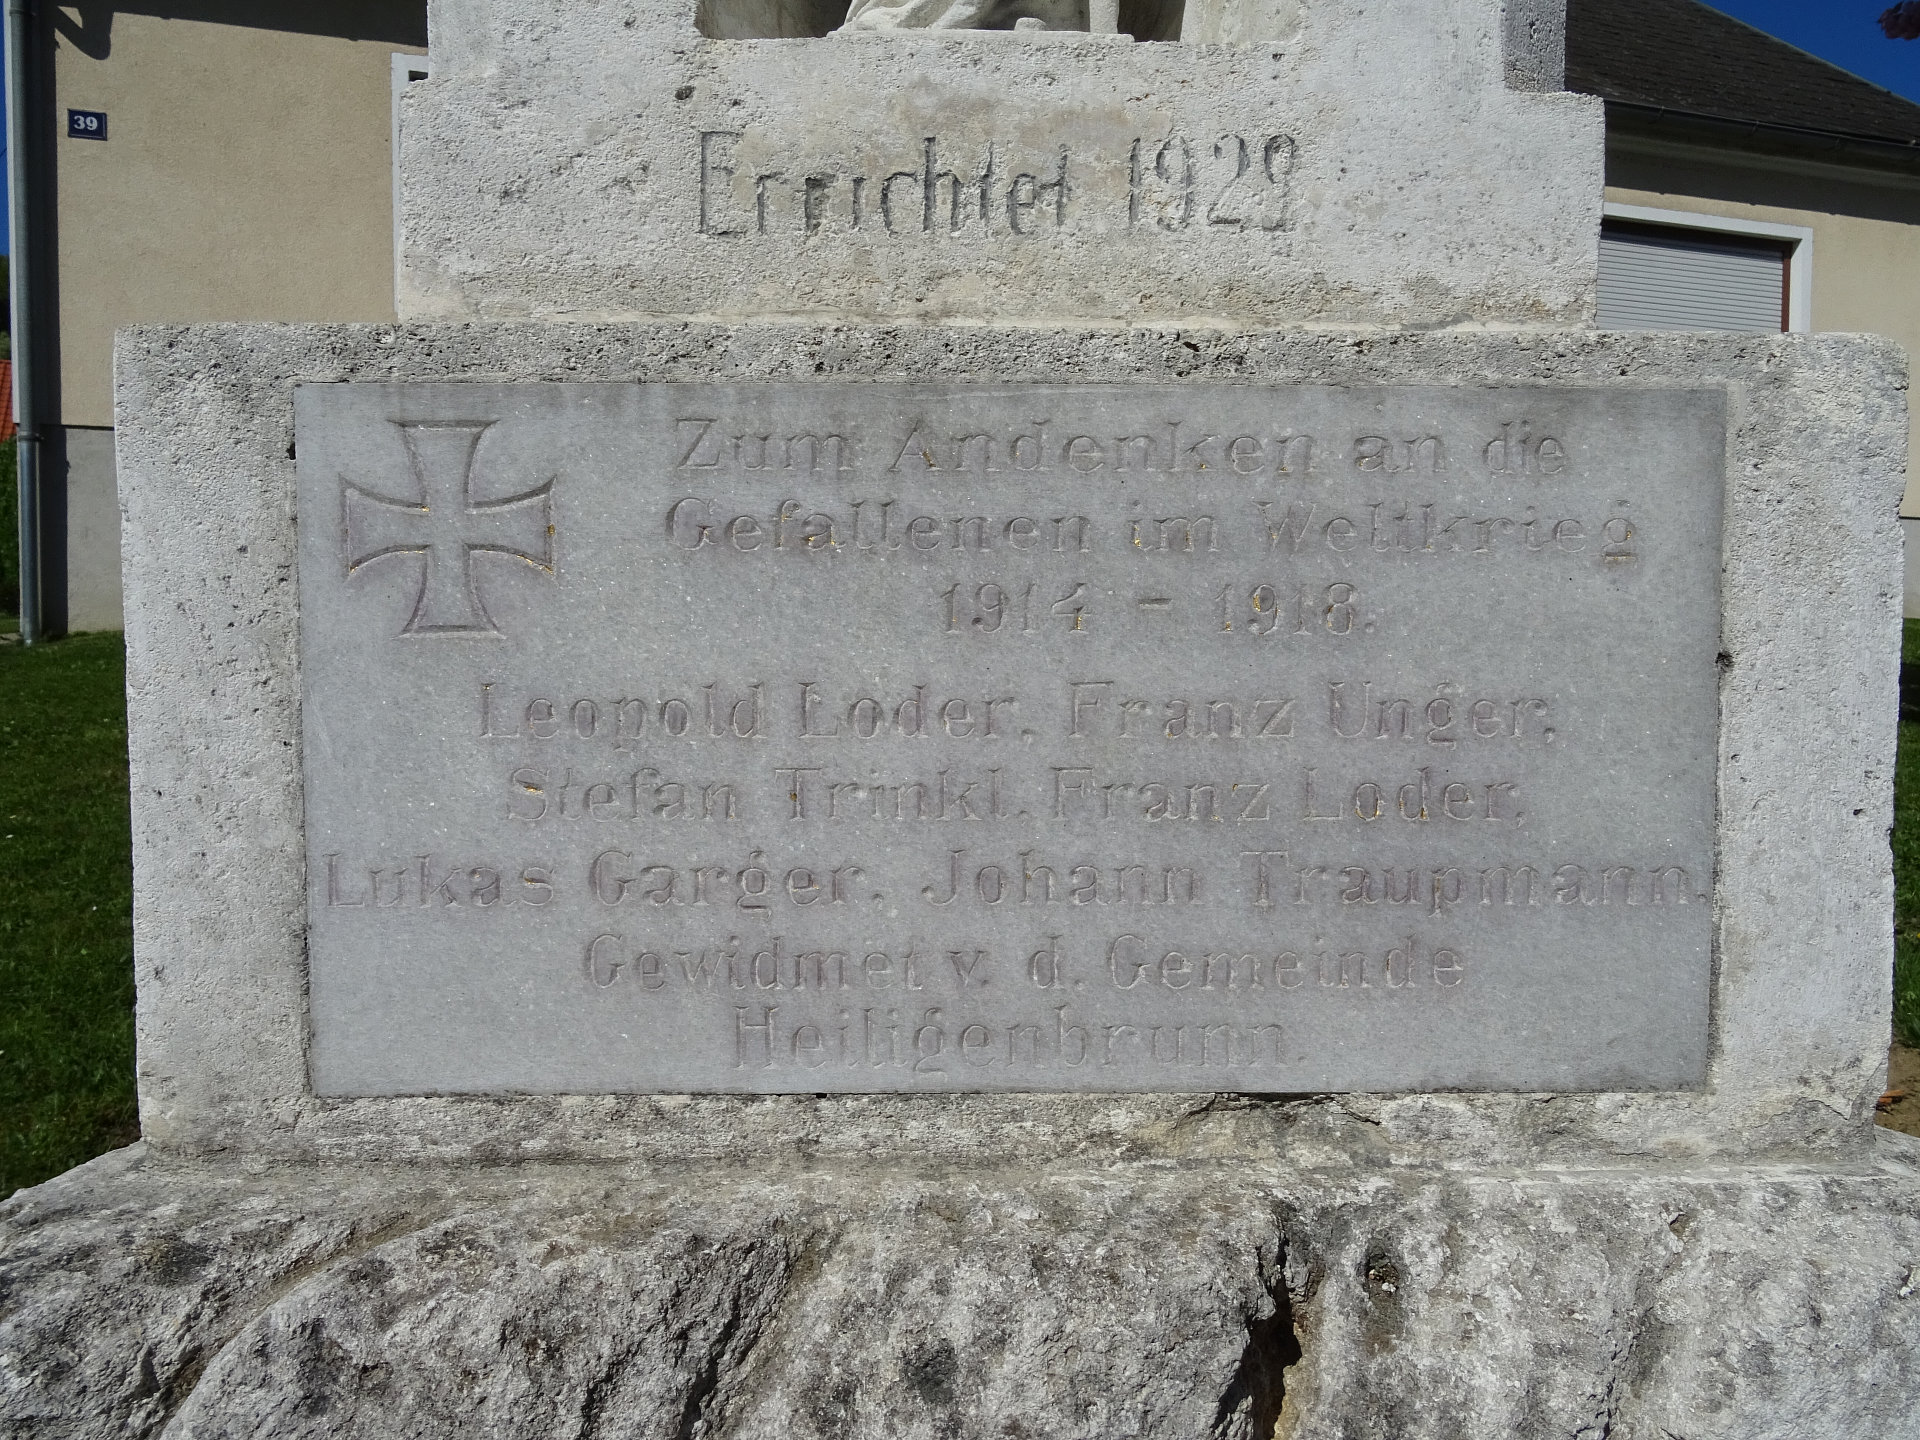 39
Errichtet 1929
Zum Andenken an die
Gefallenen im Weltkrieg
1914 - 1918.
Leopold Loder, Franz Unger,
Stefan Trinkl, Franz Loder,
Lukas Garger, Johann Traupmann.
Gewidmet v. d. Gemeinde
Heiligenbrunn.